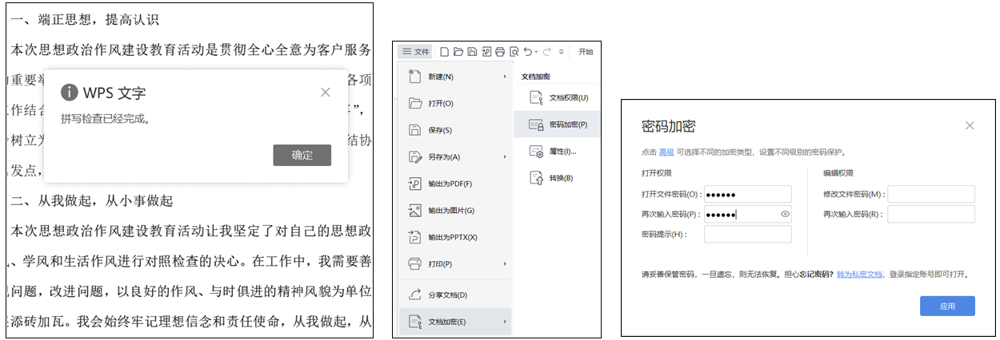 一、端正思想，提高认识
本次思想政治作风建设教育活动是贯彻全心全意为客户服务
重要
各项
WPS 文字
作结合
”，
拼写检查已经完成。
树立为
结协
确定
发点，
二、从我做起，从小事做起
本次思想政治作风建设教育活动让我坚定了对自己的思想政
、学风和生活作风进行对照检查的决心。在工作中，我需要善
问题，改进问题，以良好的作风、与时俱进的精神风貌为单位
添砖加瓦。我会始终牢记理想信念和责任使命，从我做起，从
文件
开始
新建(N)
打开(O)
保存(S)
另存为(A)
输出为PDF(F)
输出为图片(G)
输出为PPTX(X)
打印(P)
分享文档(D)
文档加密(E)
文档加密
文档权限(U)
密码加密(P)
属性(I)...
转换(B)
密码加密
点击 高级 可选择不同的加密类型，设置不同级别的密码保护。
打开权限
打开文件密码(O)：●●●●●●
再次输入密码(P)：●●●●●●
密码提示(H)：
编辑权限
修改文件密码(M)：
再次输入密码(R)：
请妥善保管密码，一旦遗忘，则无法恢复。担心忘记密码？转为私密文档，登录指定账号即可打开。
应用